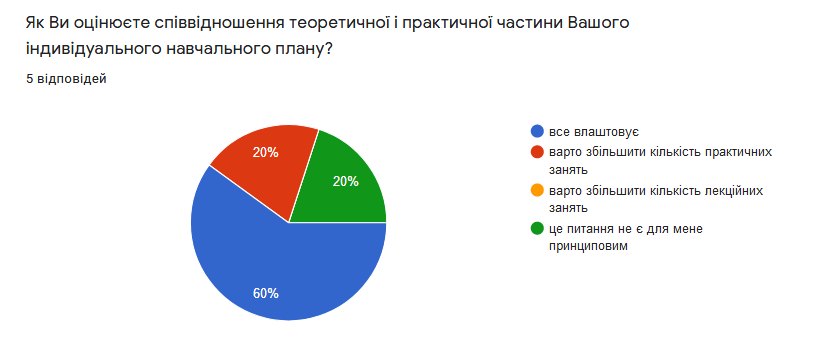 Як Ви оцінюєте співвідношення теоретичної і практичної частини Вашого
індивідуального навчального плану?
5 відповідей
20%
20%
60%
все влаштовує
варто збільшити кількість практичних
занять
варто збільшити кількість лекційних
занять
це питання не є для мене
принциповим